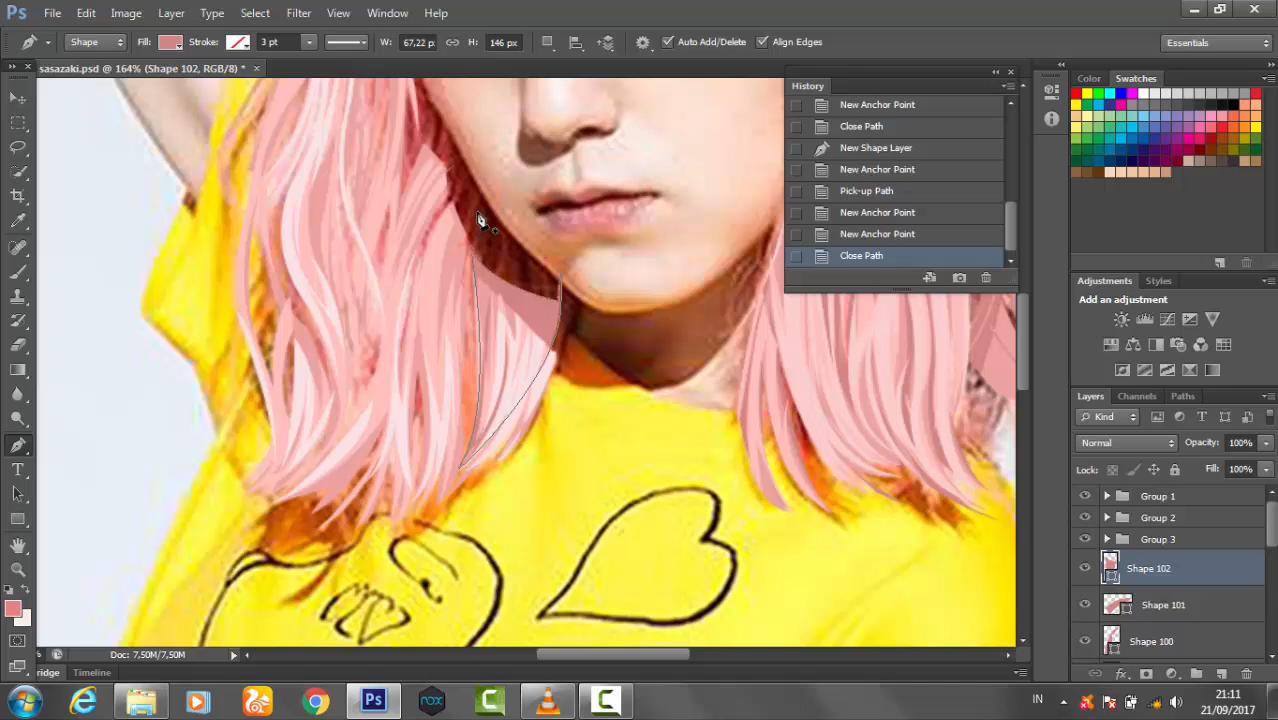 Ps File Edit Image Layer Type Select Filter View Window Help
Shape Fill: Stroke: 3 pt W: 67,22 p H: 146 px Auto Add/Delete Align Edges Essentials
sasazaki.psd @ 164% (Shape 102, RGB/8) *
History
New Anchor Point
Close Path
New Shape Layer
New Anchor Point
Pick-up Path
New Anchor Point
New Anchor Point
Close Path
Color Swatches
Adjustments Styles
Add an adjustment
Layers Channels Paths
Kind
Normal Opacity: 100%
Lock: Fill: 100%
Group 1
Group 2
Group 3
Shape 102
Shape 101
Shape 100
Doc: 7,50M/7,50M
ridge Timeline
Ps nox IN 21:11
21/09/2017